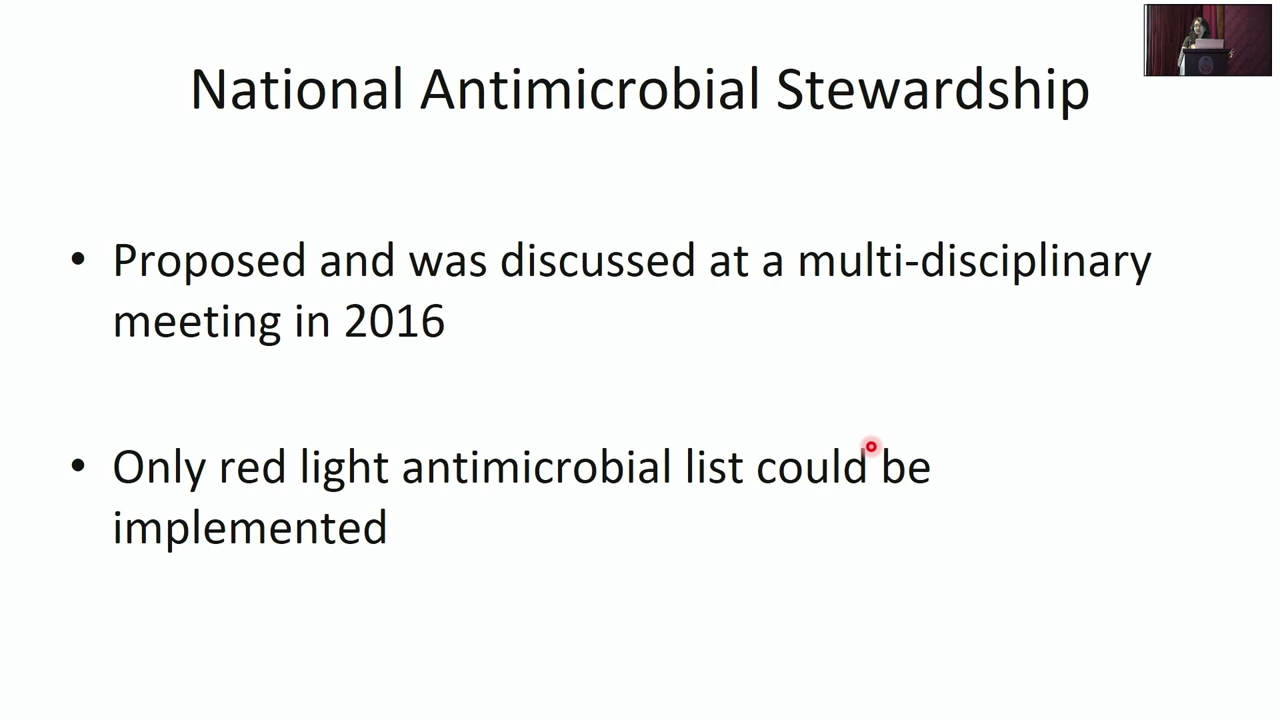 National Antimicrobial Stewardship
• Proposed and was discussed at a multi-disciplinary
meeting in 2016
• Only red light antimicrobial list could be
implemented